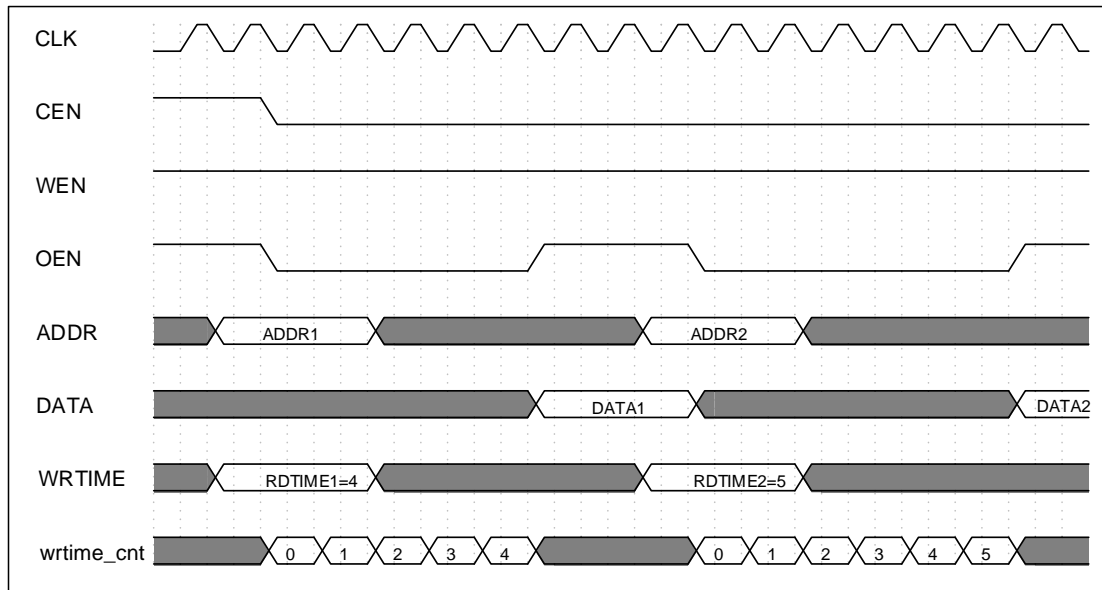 CLK
CEN
WEN
OEN
ADDR ADDR1 ADDR2
DATA DATA1 DATA2
WRTIME RDTIME1=4 RDTIME2=5
wrtime_cnt 0 1 2 3 4 0 1 2 3 4 5